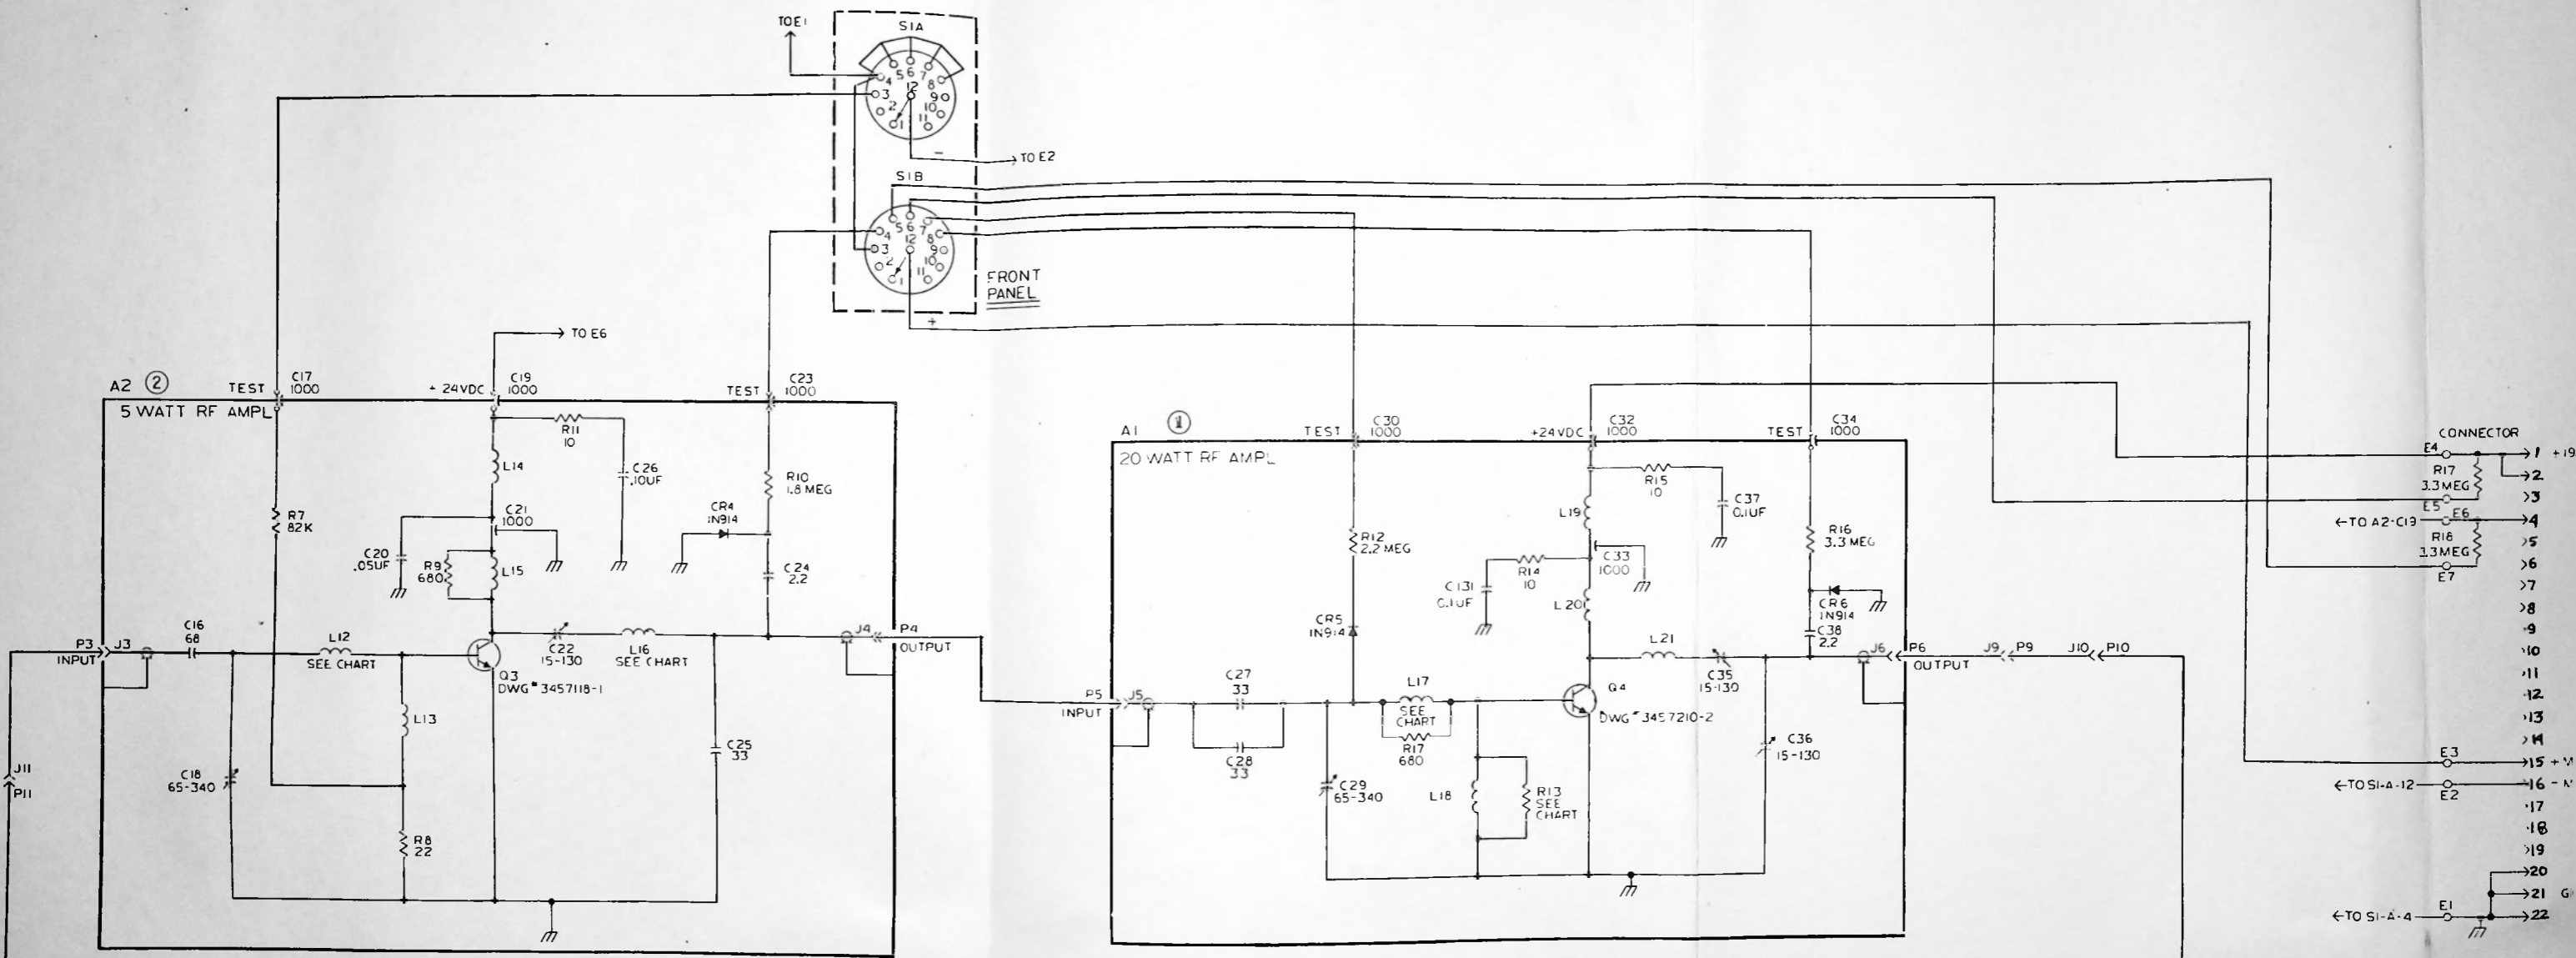 TO E1
S1A
4 5 6 7 8
3 12 9
2 10
1 11
−
TO E2
S1B
4 5 6 7 8
3 12 9
2 10
1 11
+
FRONT
PANEL
TO E6
A2 ②
5 WATT RF AMPL
TEST
C17
1000
+ 24VDC
C19
1000
TEST
C23
1000
R11
10
L14
C26
.10UF
R10
1.8 MEG
CR4
1N914
C21
1000
R7
82K
C20
.05UF
R9
680
L15
C24
2.2
P3
J3
INPUT
C16
68
L12
SEE CHART
Q3
DWG# 3457118-1
C22
15-130
L16
SEE CHART
J4
P4
OUTPUT
L13
C25
33
C18
65-340
R8
22
J11
P11
A1 ①
20 WATT RF AMPL
TEST
C30
1000
+24VDC
C32
1000
TEST
C34
1000
R15
10
C37
0.1UF
L19
R12
2.2 MEG
R16
3.3 MEG
R14
10
C33
1000
C131
0.1UF
L20
CR5
1N914
CR6
1N914
C38
2.2
L21
C35
15-130
J6
P6
OUTPUT
J9
P9
J10
P10
P5
J5
INPUT
C27
33
C28
33
L17
SEE
CHART
R17
680
Q4
DWG# 3457210-2
C36
15-130
C29
65-340
L18
R13
SEE
CHART
CONNECTOR
E4
1 +19
R17
3.3 MEG
2
3
E5
TO A2-C19
E6
4
R18
3.3MEG
5
6
E7
7
8
9
10
11
12
13
14
E3
15 +
TO S1-A-12
16 −
E2
17
18
19
20
21 G
E1
TO S1-A-4
22